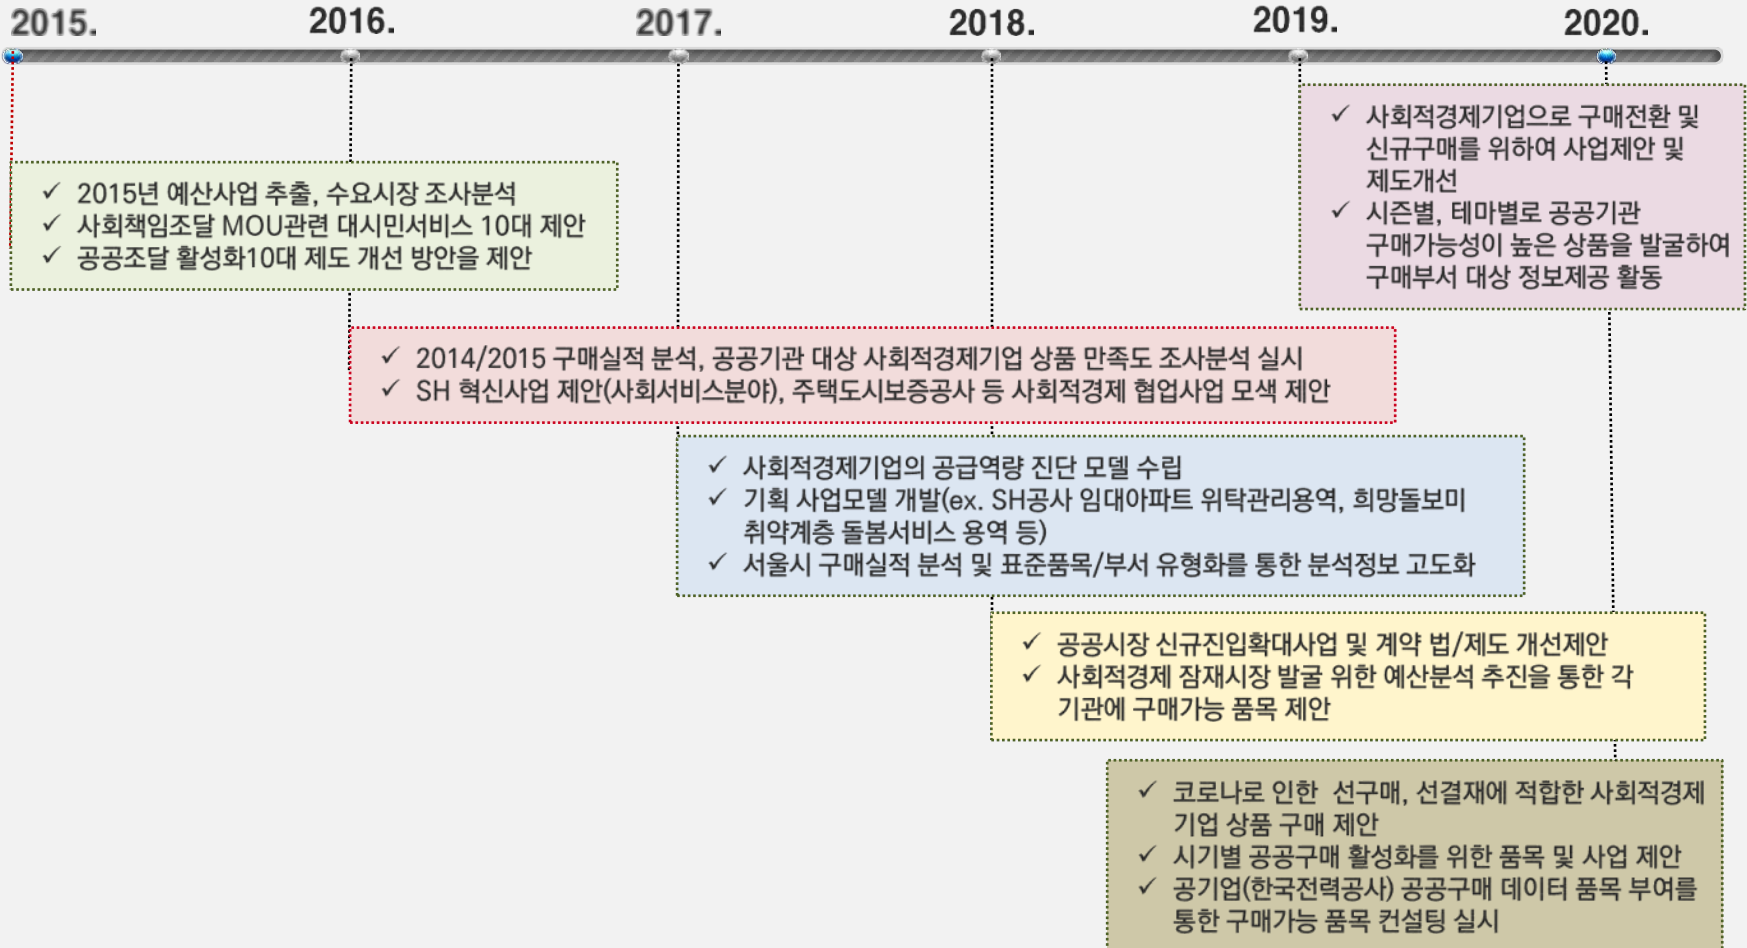 2015.
2016.
2017.
2018.
2019.
2020.
✓ 사회적경제기업으로 구매전환 및
신규구매를 위하여 사업제안 및
제도개선
✓ 시즌별, 테마별로 공공기관
구매가능성이 높은 상품을 발굴하여
구매부서 대상 정보제공 활동
✓ 2015년 예산사업 추출, 수요시장 조사분석
✓ 사회책임조달 MOU관련 대시민서비스 10대 제안
✓ 공공조달 활성화10대 제도 개선 방안을 제안
✓ 2014/2015 구매실적 분석, 공공기관 대상 사회적경제기업 상품 만족도 조사분석 실시
✓ SH 혁신사업 제안(사회서비스분야), 주택도시보증공사 등 사회적경제 협업사업 모색 제안
✓ 사회적경제기업의 공급역량 진단 모델 수립
✓ 기획 사업모델 개발(ex. SH공사 임대아파트 위탁관리용역, 희망돌보미
취약계층 돌봄서비스 용역 등)
✓ 서울시 구매실적 분석 및 표준품목/부서 유형화를 통한 분석정보 고도화
✓ 공공시장 신규진입확대사업 및 계약 법/제도 개선제안
✓ 사회적경제 잠재시장 발굴 위한 예산분석 추진을 통한 각
기관에 구매가능 품목 제안
✓ 코로나로 인한 선구매, 선결재에 적합한 사회적경제
기업 상품 구매 제안
✓ 시기별 공공구매 활성화를 위한 품목 및 사업 제안
✓ 공기업(한국전력공사) 공공구매 데이터 품목 부여를
통한 구매가능 품목 컨설팅 실시